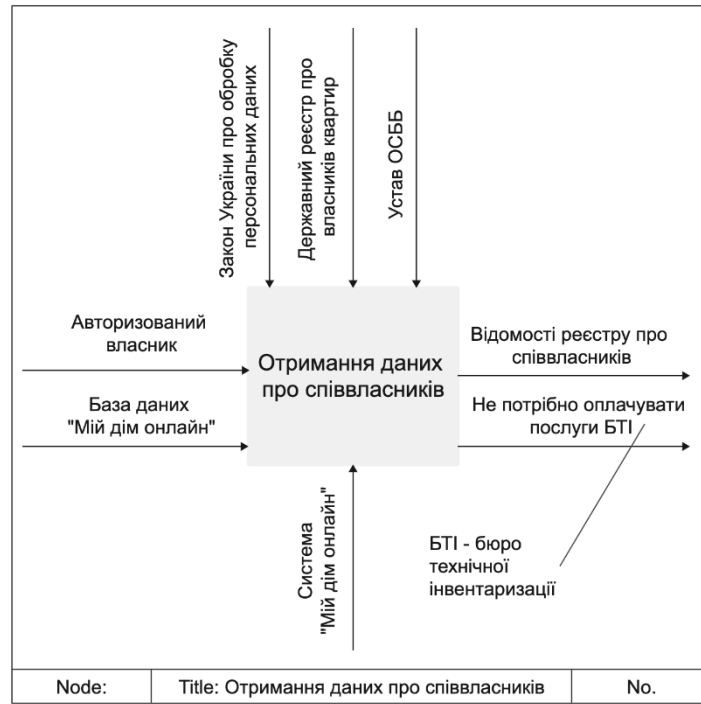 Закон України про обробку
персональних даних
Державний реєстр про
власників квартир
Устав ОСББ
Авторизований
власник
База даних
"Мій дім онлайн"
Отримання даних
про співвласників
Відомості реєстру про
співвласників
Не потрібно оплачувати
послуги БТІ
Система
"Мій дім онлайн"
БТІ - бюро
технічної
інвентаризації
Node:
Title: Отримання даних про співвласників
No.